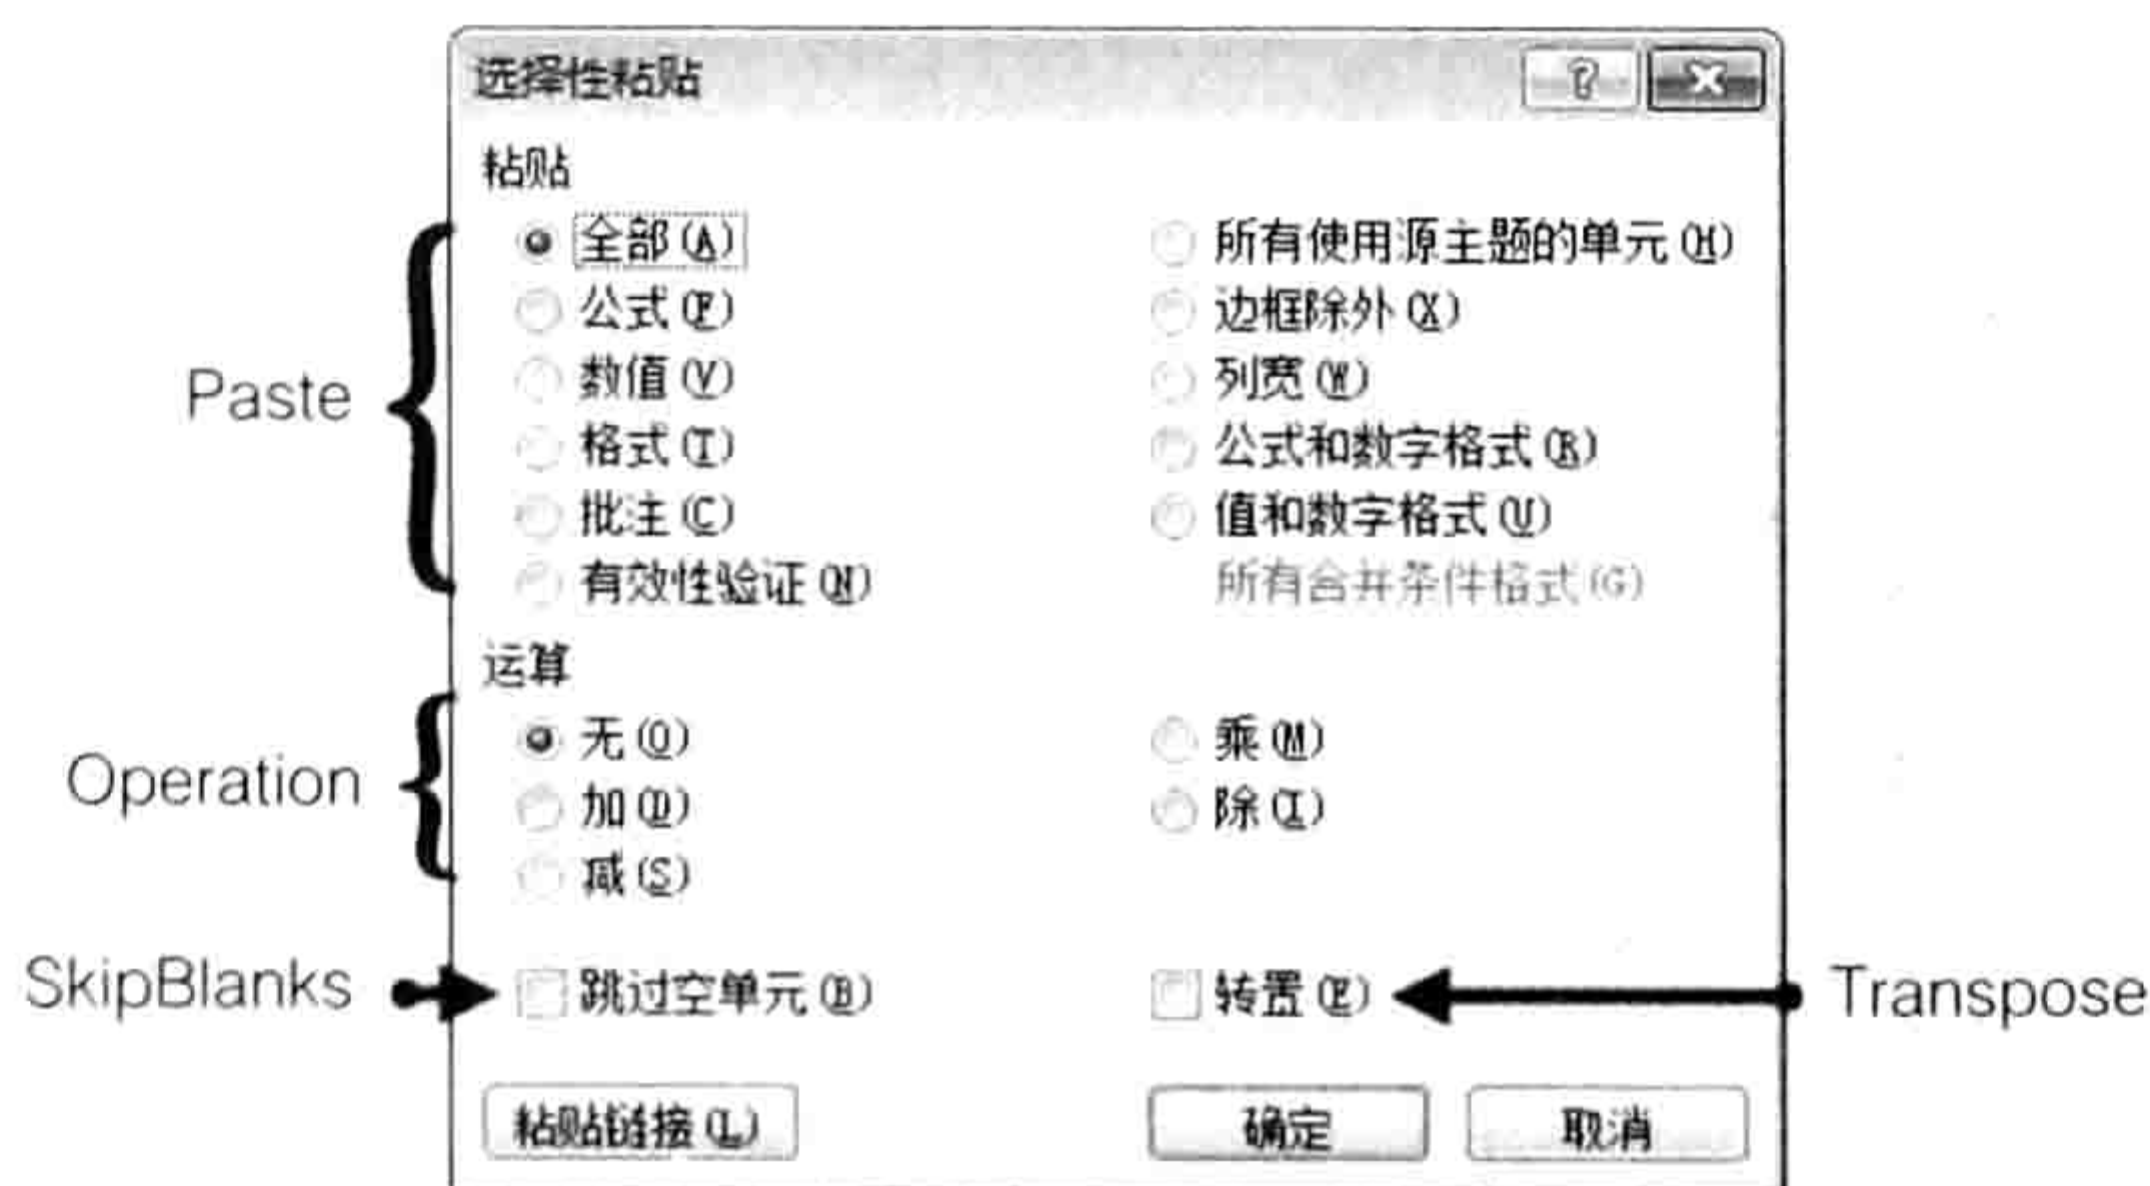 选择性粘贴
粘贴
全部(A) 所有使用源主题的单元(H)
公式(F) 边框除外(X)
Paste 数值(V) 列宽(W)
格式(T) 公式和数字格式(R)
批注(C) 值和数字格式(U)
有效性验证(N) 所有合并条件格式(G)
运算
无(O) 乘(M)
Operation 加(D) 除(I)
减(S)
SkipBlanks 跳过空单元(B) 转置(E) Transpose
粘贴链接(L) 确定 取消